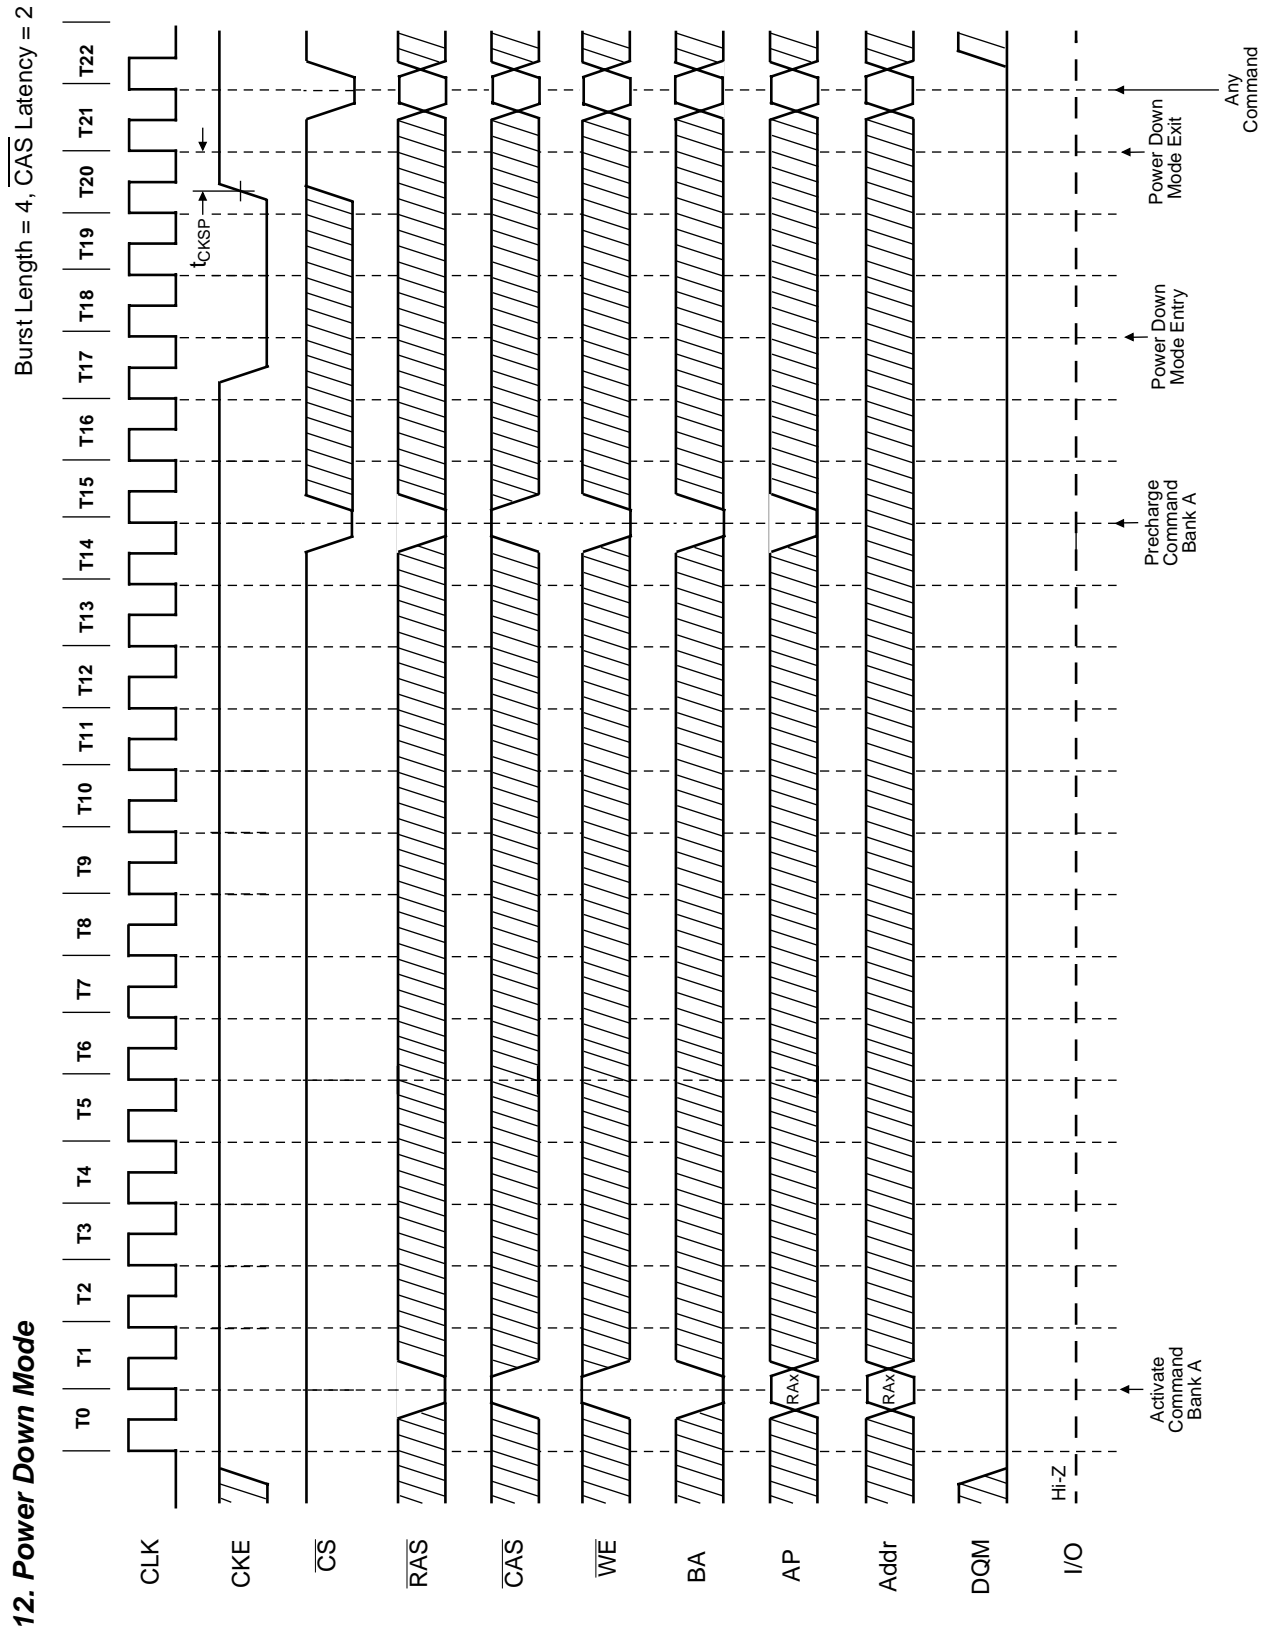 12. Power Down Mode
Burst Length = 4, CAS Latency = 2
T0 T1 T2 T3 T4 T5 T6 T7 T8 T9 T10 T11 T12 T13 T14 T15 T16 T17 T18 T19 T20 T21 T22
CLK
CKE
tCKSP
CS
RAS
CAS
WE
BA
AP
RAx
Addr
RAx
DQM
I/O
Hi-Z
Activate
Command
Bank A
Precharge
Command
Bank A
Power Down
Mode Entry
Power Down
Mode Exit
Any
Command